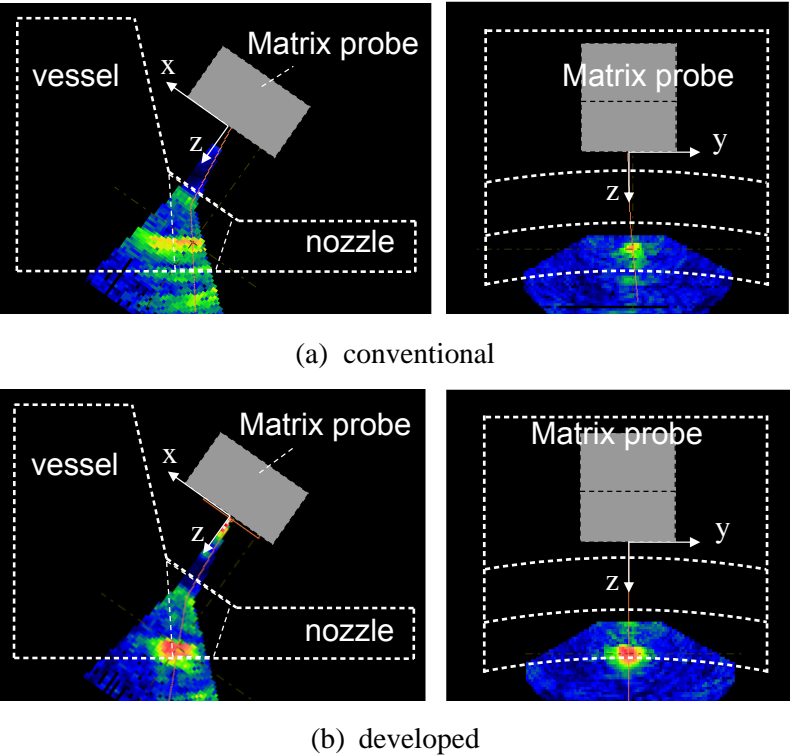 Matrix probe
vessel
x
z
nozzle
Matrix probe
y
z
(a) conventional
Matrix probe
vessel
x
z
nozzle
Matrix probe
y
z
(b) developed